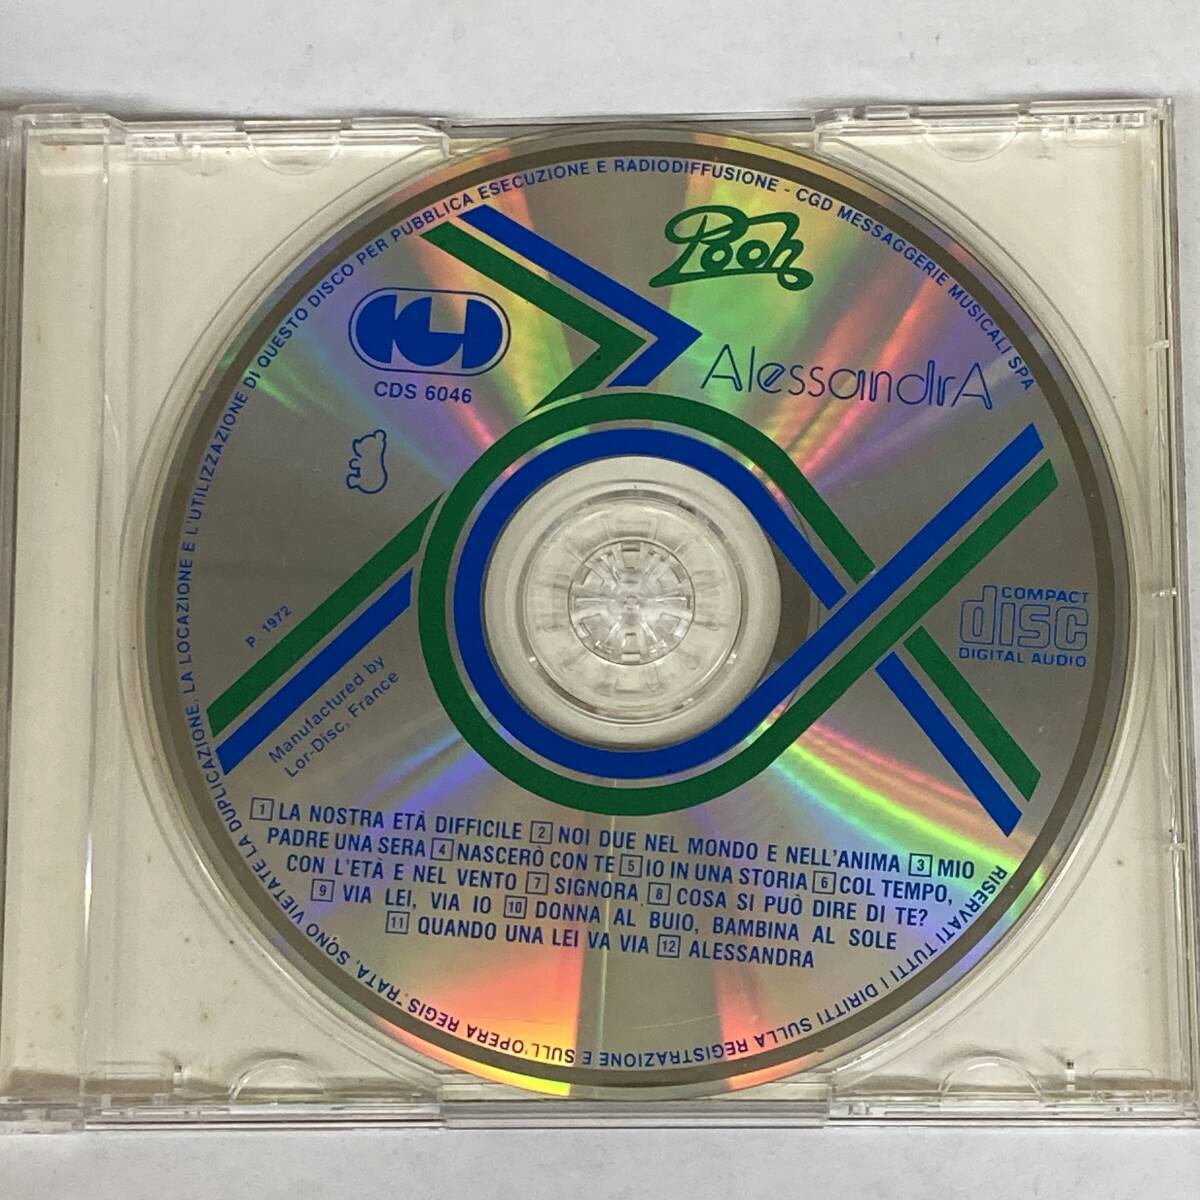 RISERVATI TUTTI I DIRITTI SULLA REGISTRAZIONE E SULL'OPERA REGISTRATA. SONO VIETATE LA DUPLICAZIONE, LA LOCAZIONE E L'UTILIZZAZIONE DI QUESTO DISCO PER PUBBLICA ESECUZIONE E RADIODIFFUSIONE - CGD MESSAGGERIE MUSICALI SPA
Pooh
AlessandrA
CGD
CDS 6046
P. 1972
Manufactured by
Lor-Disc, France
COMPACT
disc
DIGITAL AUDIO
1 LA NOSTRA ETÀ DIFFICILE 2 NOI DUE NEL MONDO E NELL'ANIMA 3 MIO
PADRE UNA SERA 4 NASCERÒ CON TE 5 IO IN UNA STORIA 6 COL TEMPO,
CON L'ETÀ E NEL VENTO 7 SIGNORA 8 COSA SI PUÒ DIRE DI TE?
9 VIA LEI, VIA IO 10 DONNA AL BUIO, BAMBINA AL SOLE
11 QUANDO UNA LEI VA VIA 12 ALESSANDRA